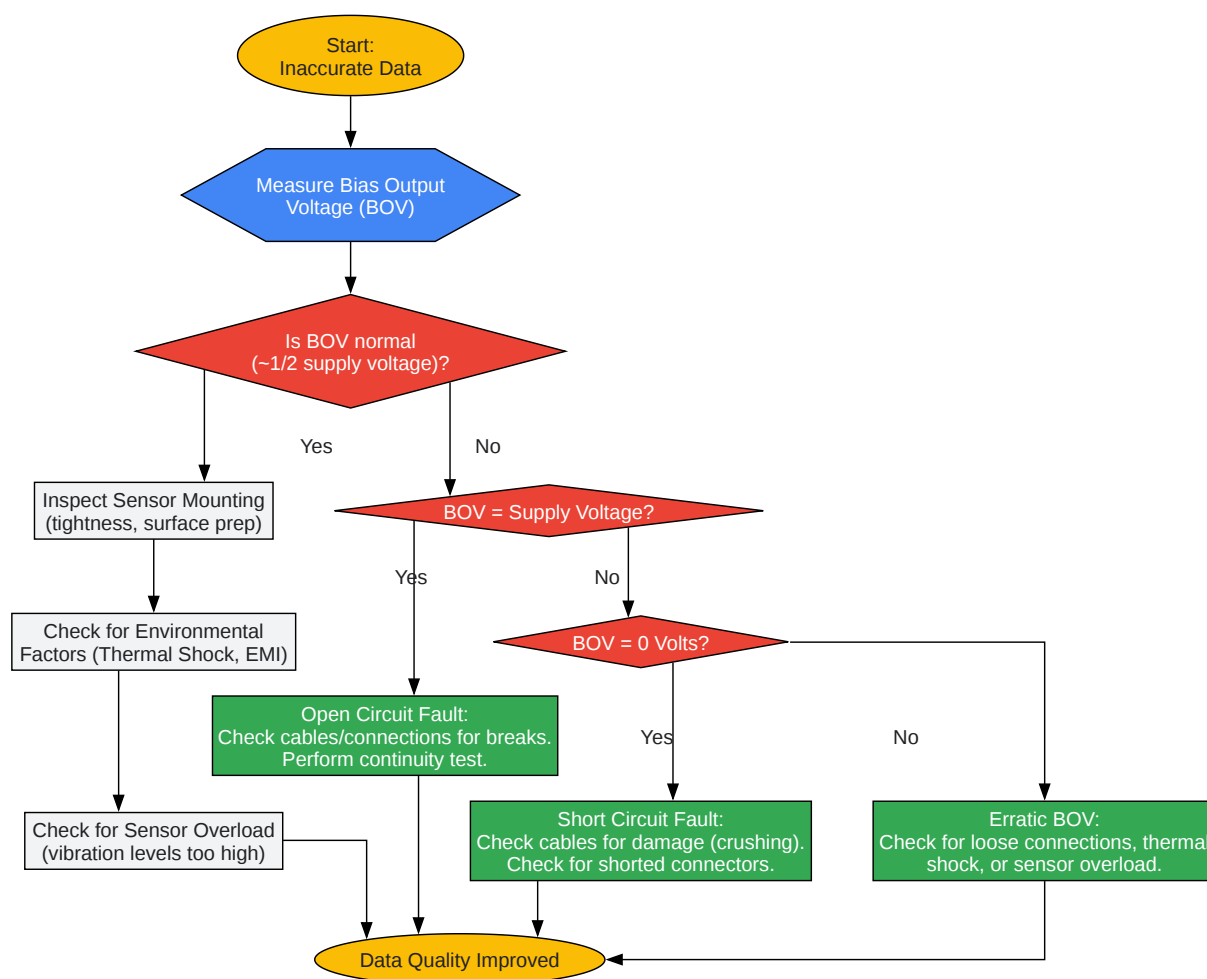 Start:
Inaccurate Data
Measure Bias Output
Voltage (BOV)
Is BOV normal
(~1/2 supply voltage)?
Yes
No
Inspect Sensor Mounting
(tightness, surface prep)
BOV = Supply Voltage?
Yes
No
Check for Environmental
Factors (Thermal Shock, EMI)
BOV = 0 Volts?
Open Circuit Fault:
Check cables/connections for breaks.
Perform continuity test.
Yes
No
Check for Sensor Overload
(vibration levels too high)
Short Circuit Fault:
Check cables for damage (crushing).
Check for shorted connectors.
Erratic BOV:
Check for loose connections, thermal
shock, or sensor overload.
Data Quality Improved